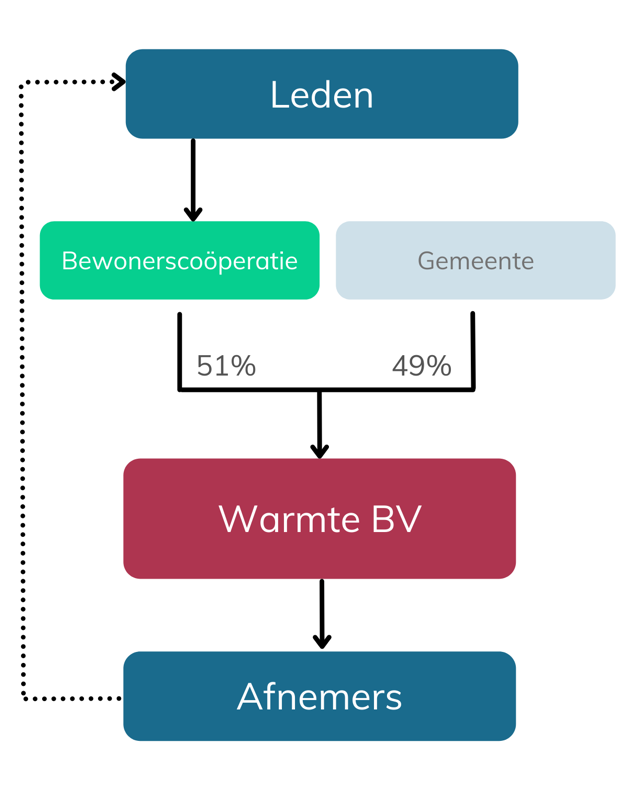 Leden
Bewonerscoöperatie
Gemeente
51%
49%
Warmte BV
Afnemers